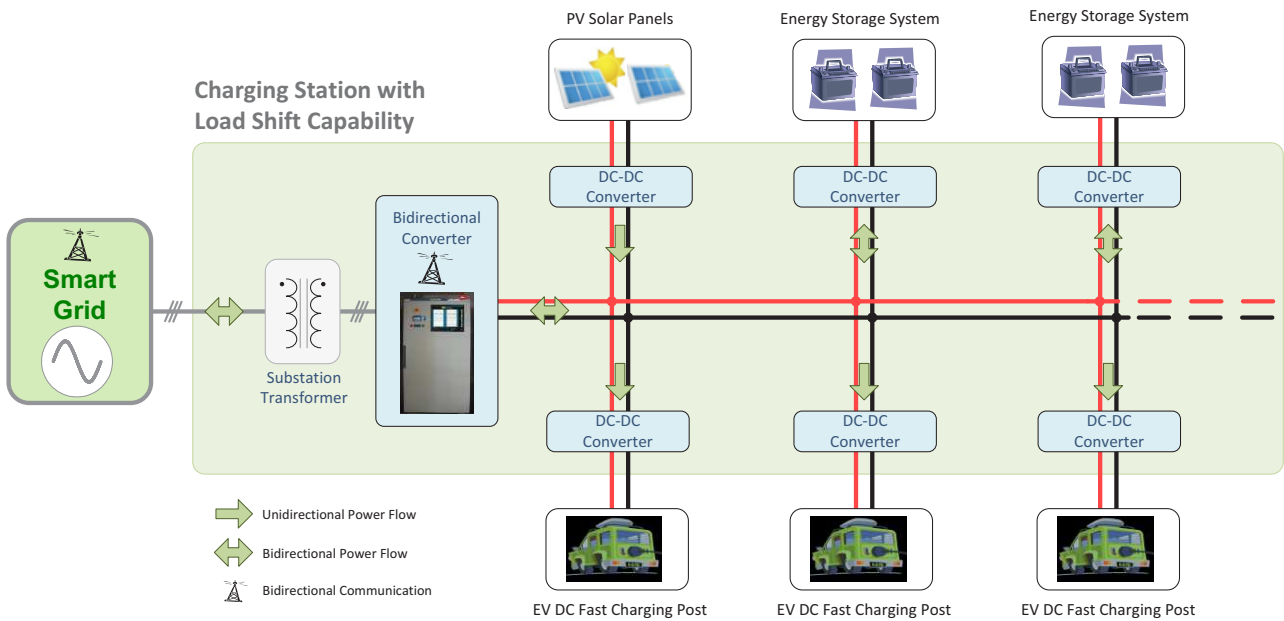 PV Solar Panels
Energy Storage System
Energy Storage System
Charging Station with
Load Shift Capability
DC-DC
Converter
DC-DC
Converter
DC-DC
Converter
Bidirectional
Converter
Smart
Grid
Substation
Transformer
DC-DC
Converter
DC-DC
Converter
DC-DC
Converter
Unidirectional Power Flow
Bidirectional Power Flow
Bidirectional Communication
EV DC Fast Charging Post
EV DC Fast Charging Post
EV DC Fast Charging Post